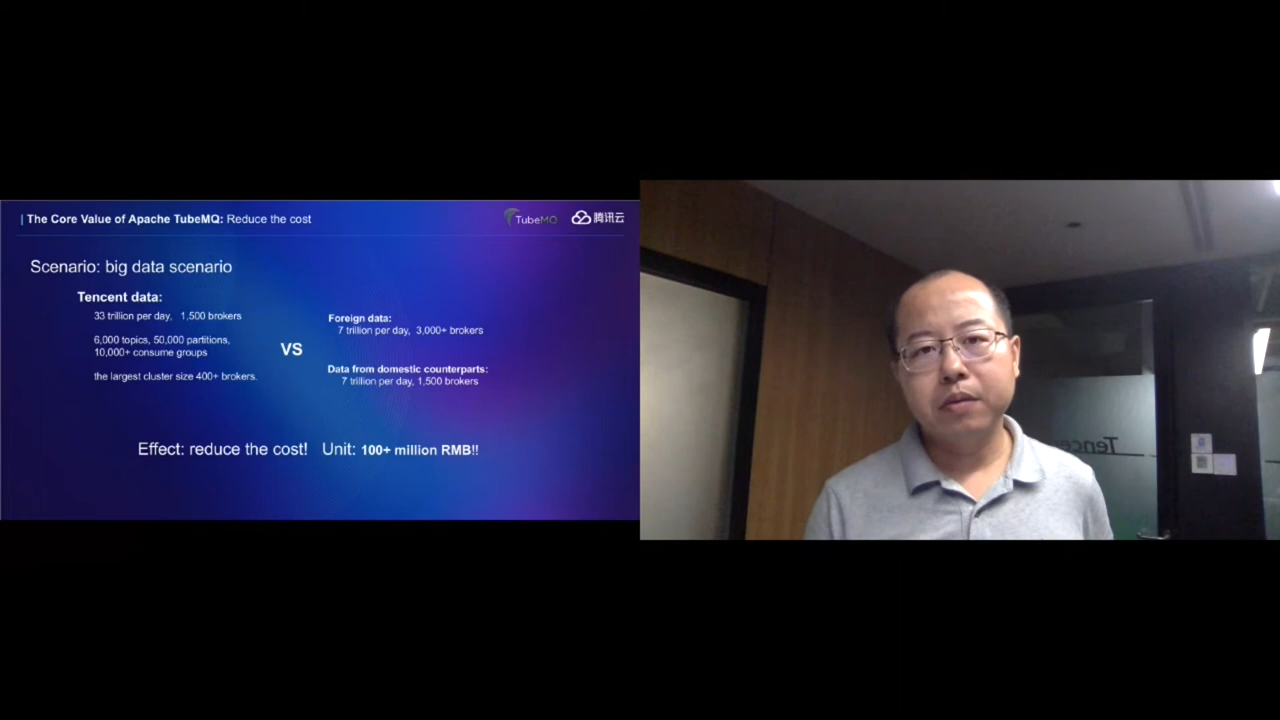 | The Core Value of Apache TubeMQ: Reduce the cost
TubeMQ
腾讯云
Scenario: big data scenario
Tencent data:
33 trillion per day, 1,500 brokers
6,000 topics, 50,000 partitions,
10,000+ consume groups
the largest cluster size 400+ brokers.
VS
Foreign data:
7 trillion per day, 3,000+ brokers
Data from domestic counterparts:
7 trillion per day, 1,500 brokers
Effect: reduce the cost! Unit: 100+ million RMB!!